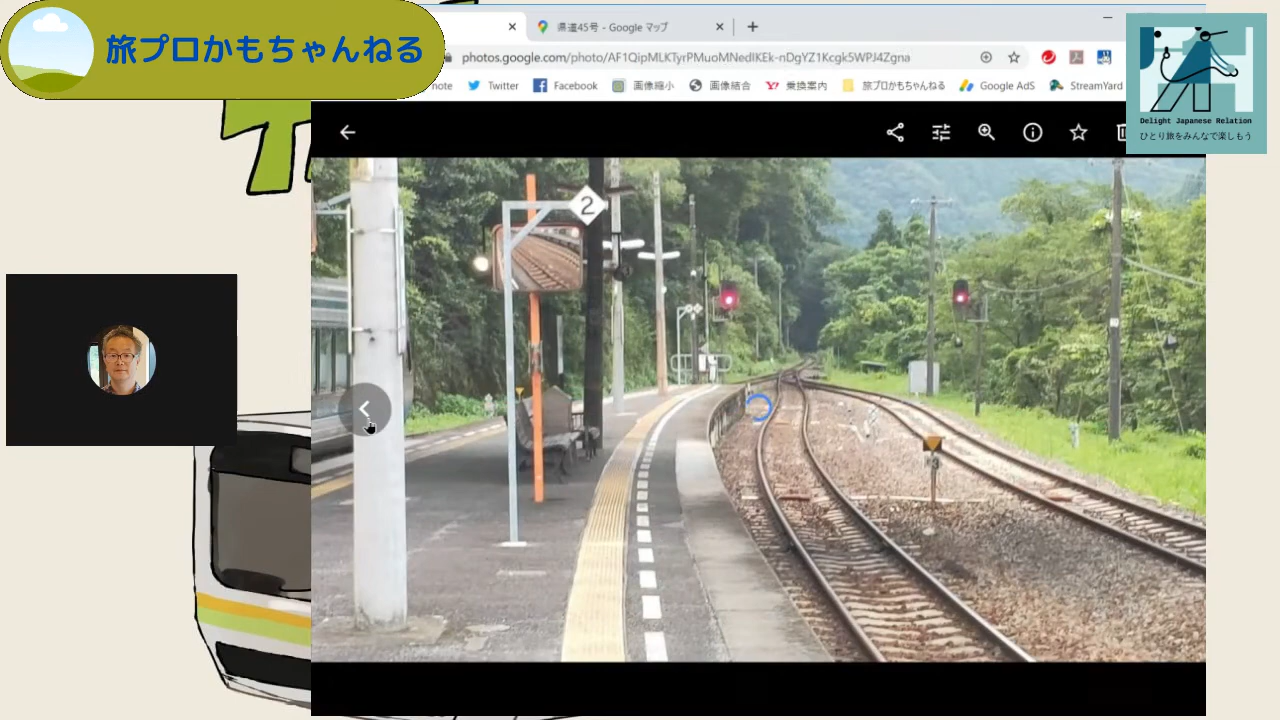 旅プロかもちゃんねる
県道45号 - Google マップ
photos.google.com/photo/AF1QipMLKTyrPMuoMNedIKEk-nDgYZ1Kcgk5WPJ4Zgna
note
Twitter
Facebook
画像縮小
画像結合
乗換案内
旅プロかもちゃんねる
Google AdS
StreamYard
Delight Japanese Relation
ひとり旅をみんなで楽しもう
2